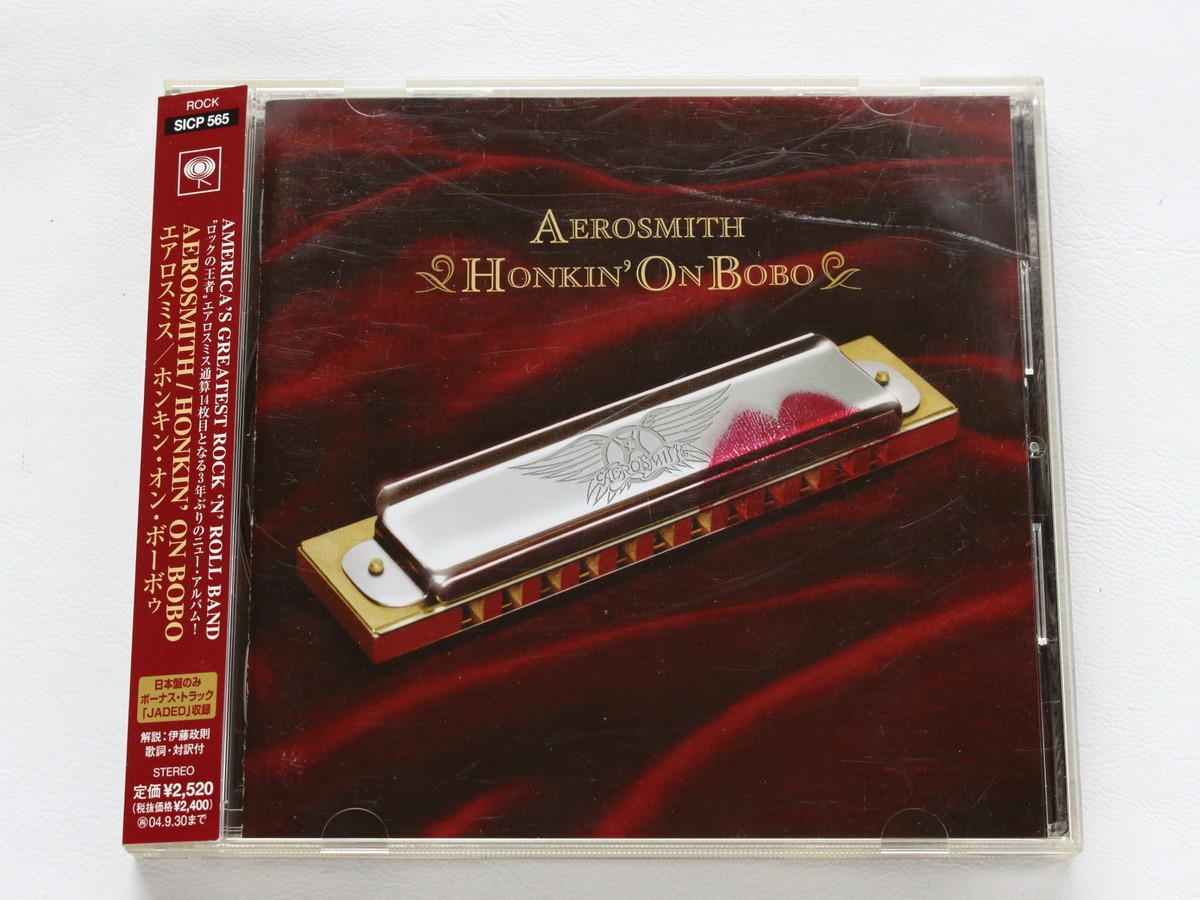 ROCK
SICP 565
AMERICA'S GREATEST ROCK 'N' ROLL BAND
"ロックの王者"エアロスミス通算14枚目となる3年ぶりのニュー・アルバム!
AEROSMITH / HONKIN' ON BOBO
エアロスミス/ホンキン・オン・ボーボゥ
日本盤のみ
ボーナス・トラック
「JADED」収録
解説:伊藤政則
歌詞・対訳付
STEREO
定価¥2,520
(税抜価格¥2,400)
㋐04.9.30まで
AEROSMITH
HONKIN' ON BOBO
AEROSMITH